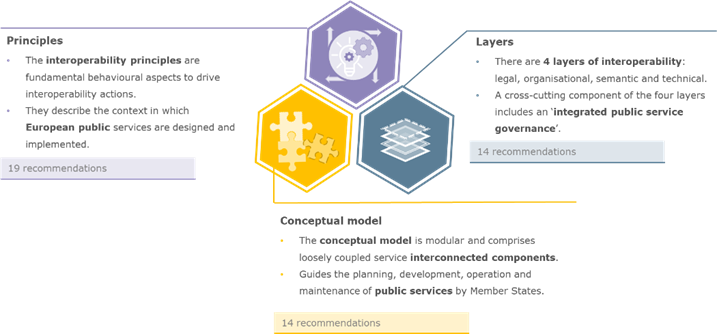 Principles
• The interoperability principles are
fundamental behavioural aspects to drive
interoperability actions.
• They describe the context in which
European public services are designed and
implemented.
19 recommendations
Layers
• There are 4 layers of interoperability:
legal, organisational, semantic and technical.
• A cross-cutting component of the four layers
includes an ‘integrated public service
governance’.
14 recommendations
Conceptual model
• The conceptual model is modular and comprises
loosely coupled service interconnected components.
• Guides the planning, development, operation and
maintenance of public services by Member States.
14 recommendations